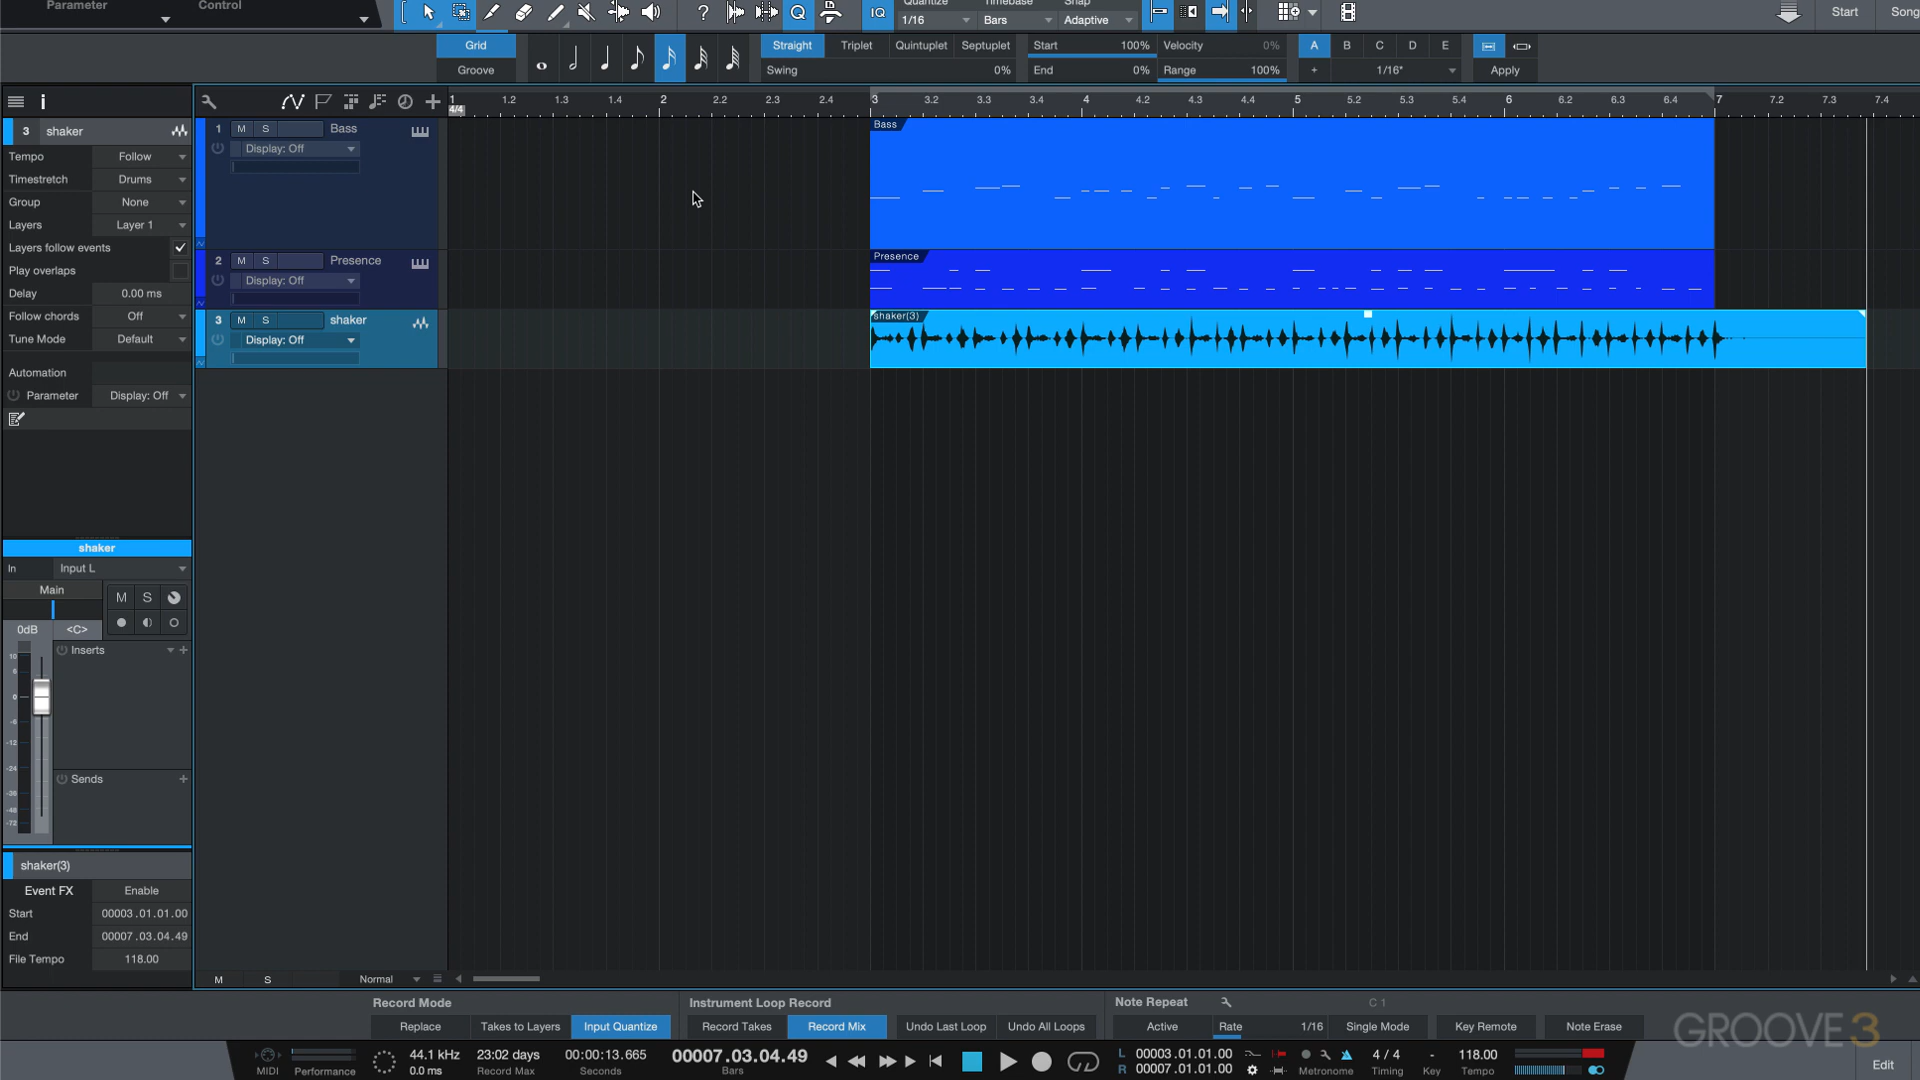 Parameter
Control
Quantize
Timebase
Snap
Start
Song
1/16
Bars
Adaptive
Grid
Groove
Straight
Triplet
Quintuplet
Septuplet
Start 100%
Velocity 0%
A B C D E
Swing 0%
End 0%
Range 100%
+ 1/16*
Apply
1 1.2 1.3 1.4 2 2.2 2.3 2.4 3 3.2 3.3 3.4 4 4.2 4.3 4.4 5 5.2 5.3 5.4 6 6.2 6.3 6.4 7 7.2 7.3 7.4
4/4
3 shaker
Tempo Follow
Timestretch Drums
Group None
Layers Layer 1
Layers follow events
Play overlaps
Delay 0.00 ms
Follow chords Off
Tune Mode Default
Automation
Parameter Display: Off
1 M S Bass
Display: Off
2 M S Presence
Display: Off
3 M S shaker
Display: Off
Bass
Presence
shaker(3)
shaker
In Input L
Main
M S
0dB <C>
Inserts
Sends
10
6
0
-6
-12
-24
-36
-48
-72
shaker(3)
Event FX Enable
Start 00003.01.01.00
End 00007.03.04.49
File Tempo 118.00
M S Normal
Record Mode
Replace
Takes to Layers
Input Quantize
Instrument Loop Record
Record Takes
Record Mix
Undo Last Loop
Undo All Loops
Note Repeat
C 1
Active
Rate 1/16
Single Mode
Key Remote
Note Erase
GROOVE3
MIDI
Performance
44.1 kHz
0.0 ms
23:02 days
Record Max
00:00:13.665
Seconds
00007.03.04.49
Bars
L 00003.01.01.00
R 00007.01.01.00
Metronome
4 / 4
Timing
-
Key
118.00
Tempo
Edit